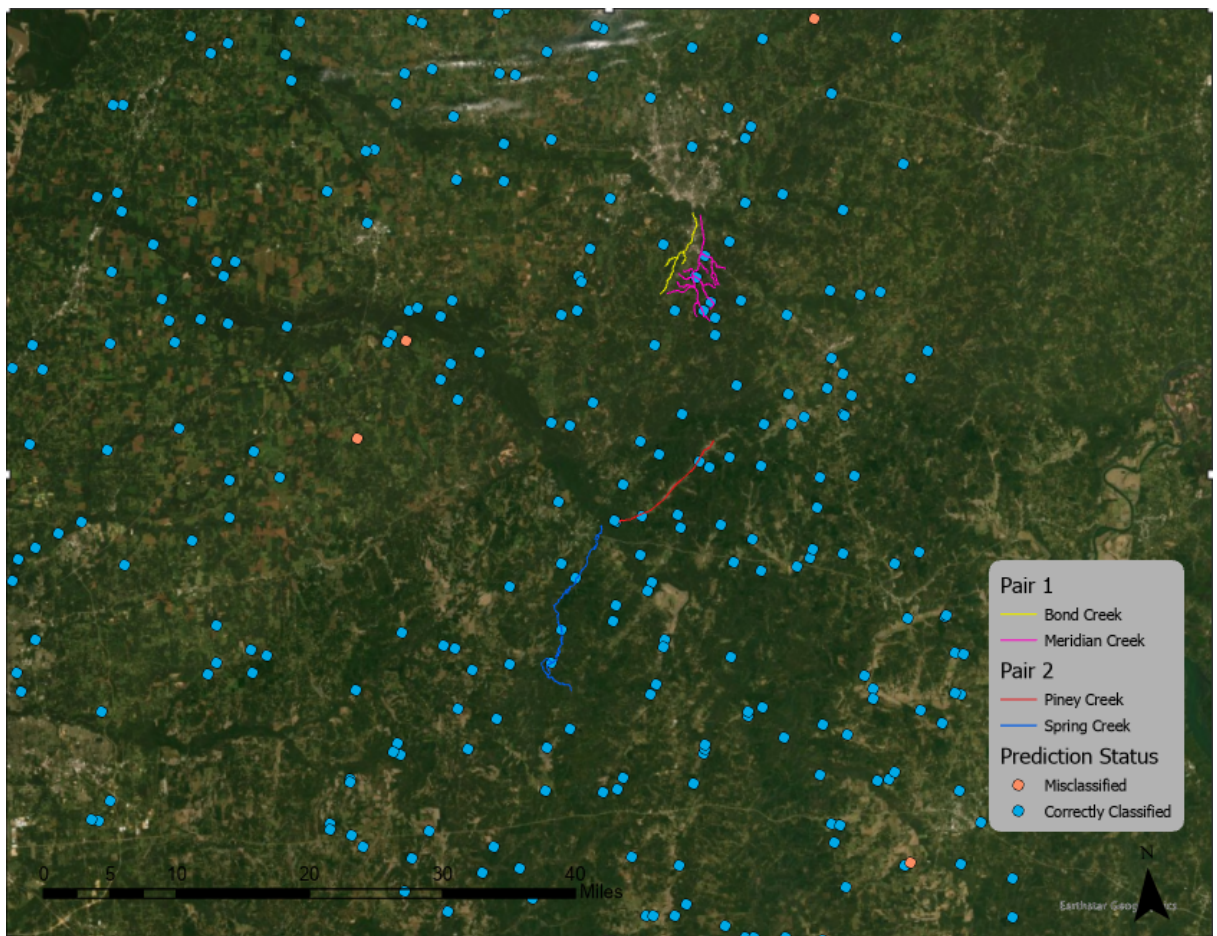 Pair 1
Bond Creek
Meridian Creek
Pair 2
Piney Creek
Spring Creek
Prediction Status
Misclassified
Correctly Classified
N
0 5 10 20 30 40
Miles
Earthstar